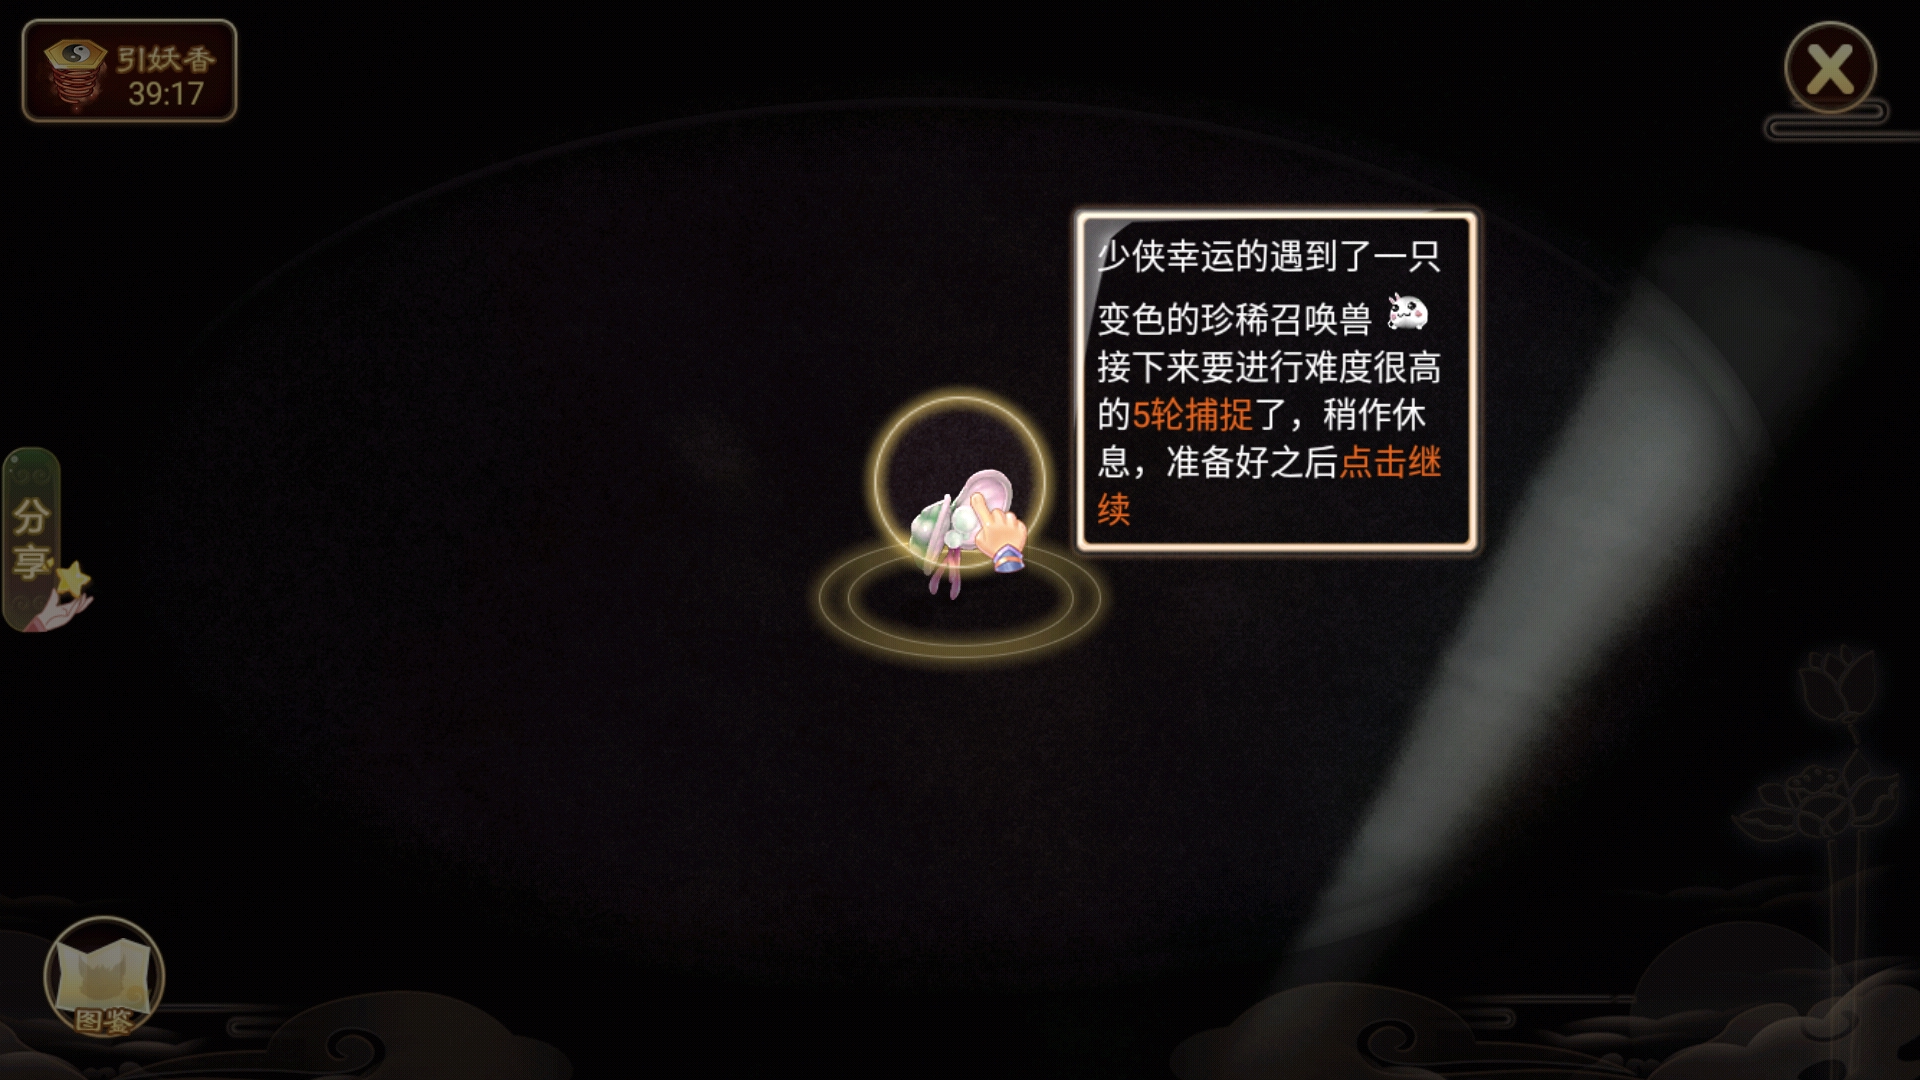 引妖香
39:17
少侠幸运的遇到了一只
变色的珍稀召唤兽
接下来要进行难度很高
的5轮捕捉了，稍作休
息，准备好之后点击继
续
分享
图鉴